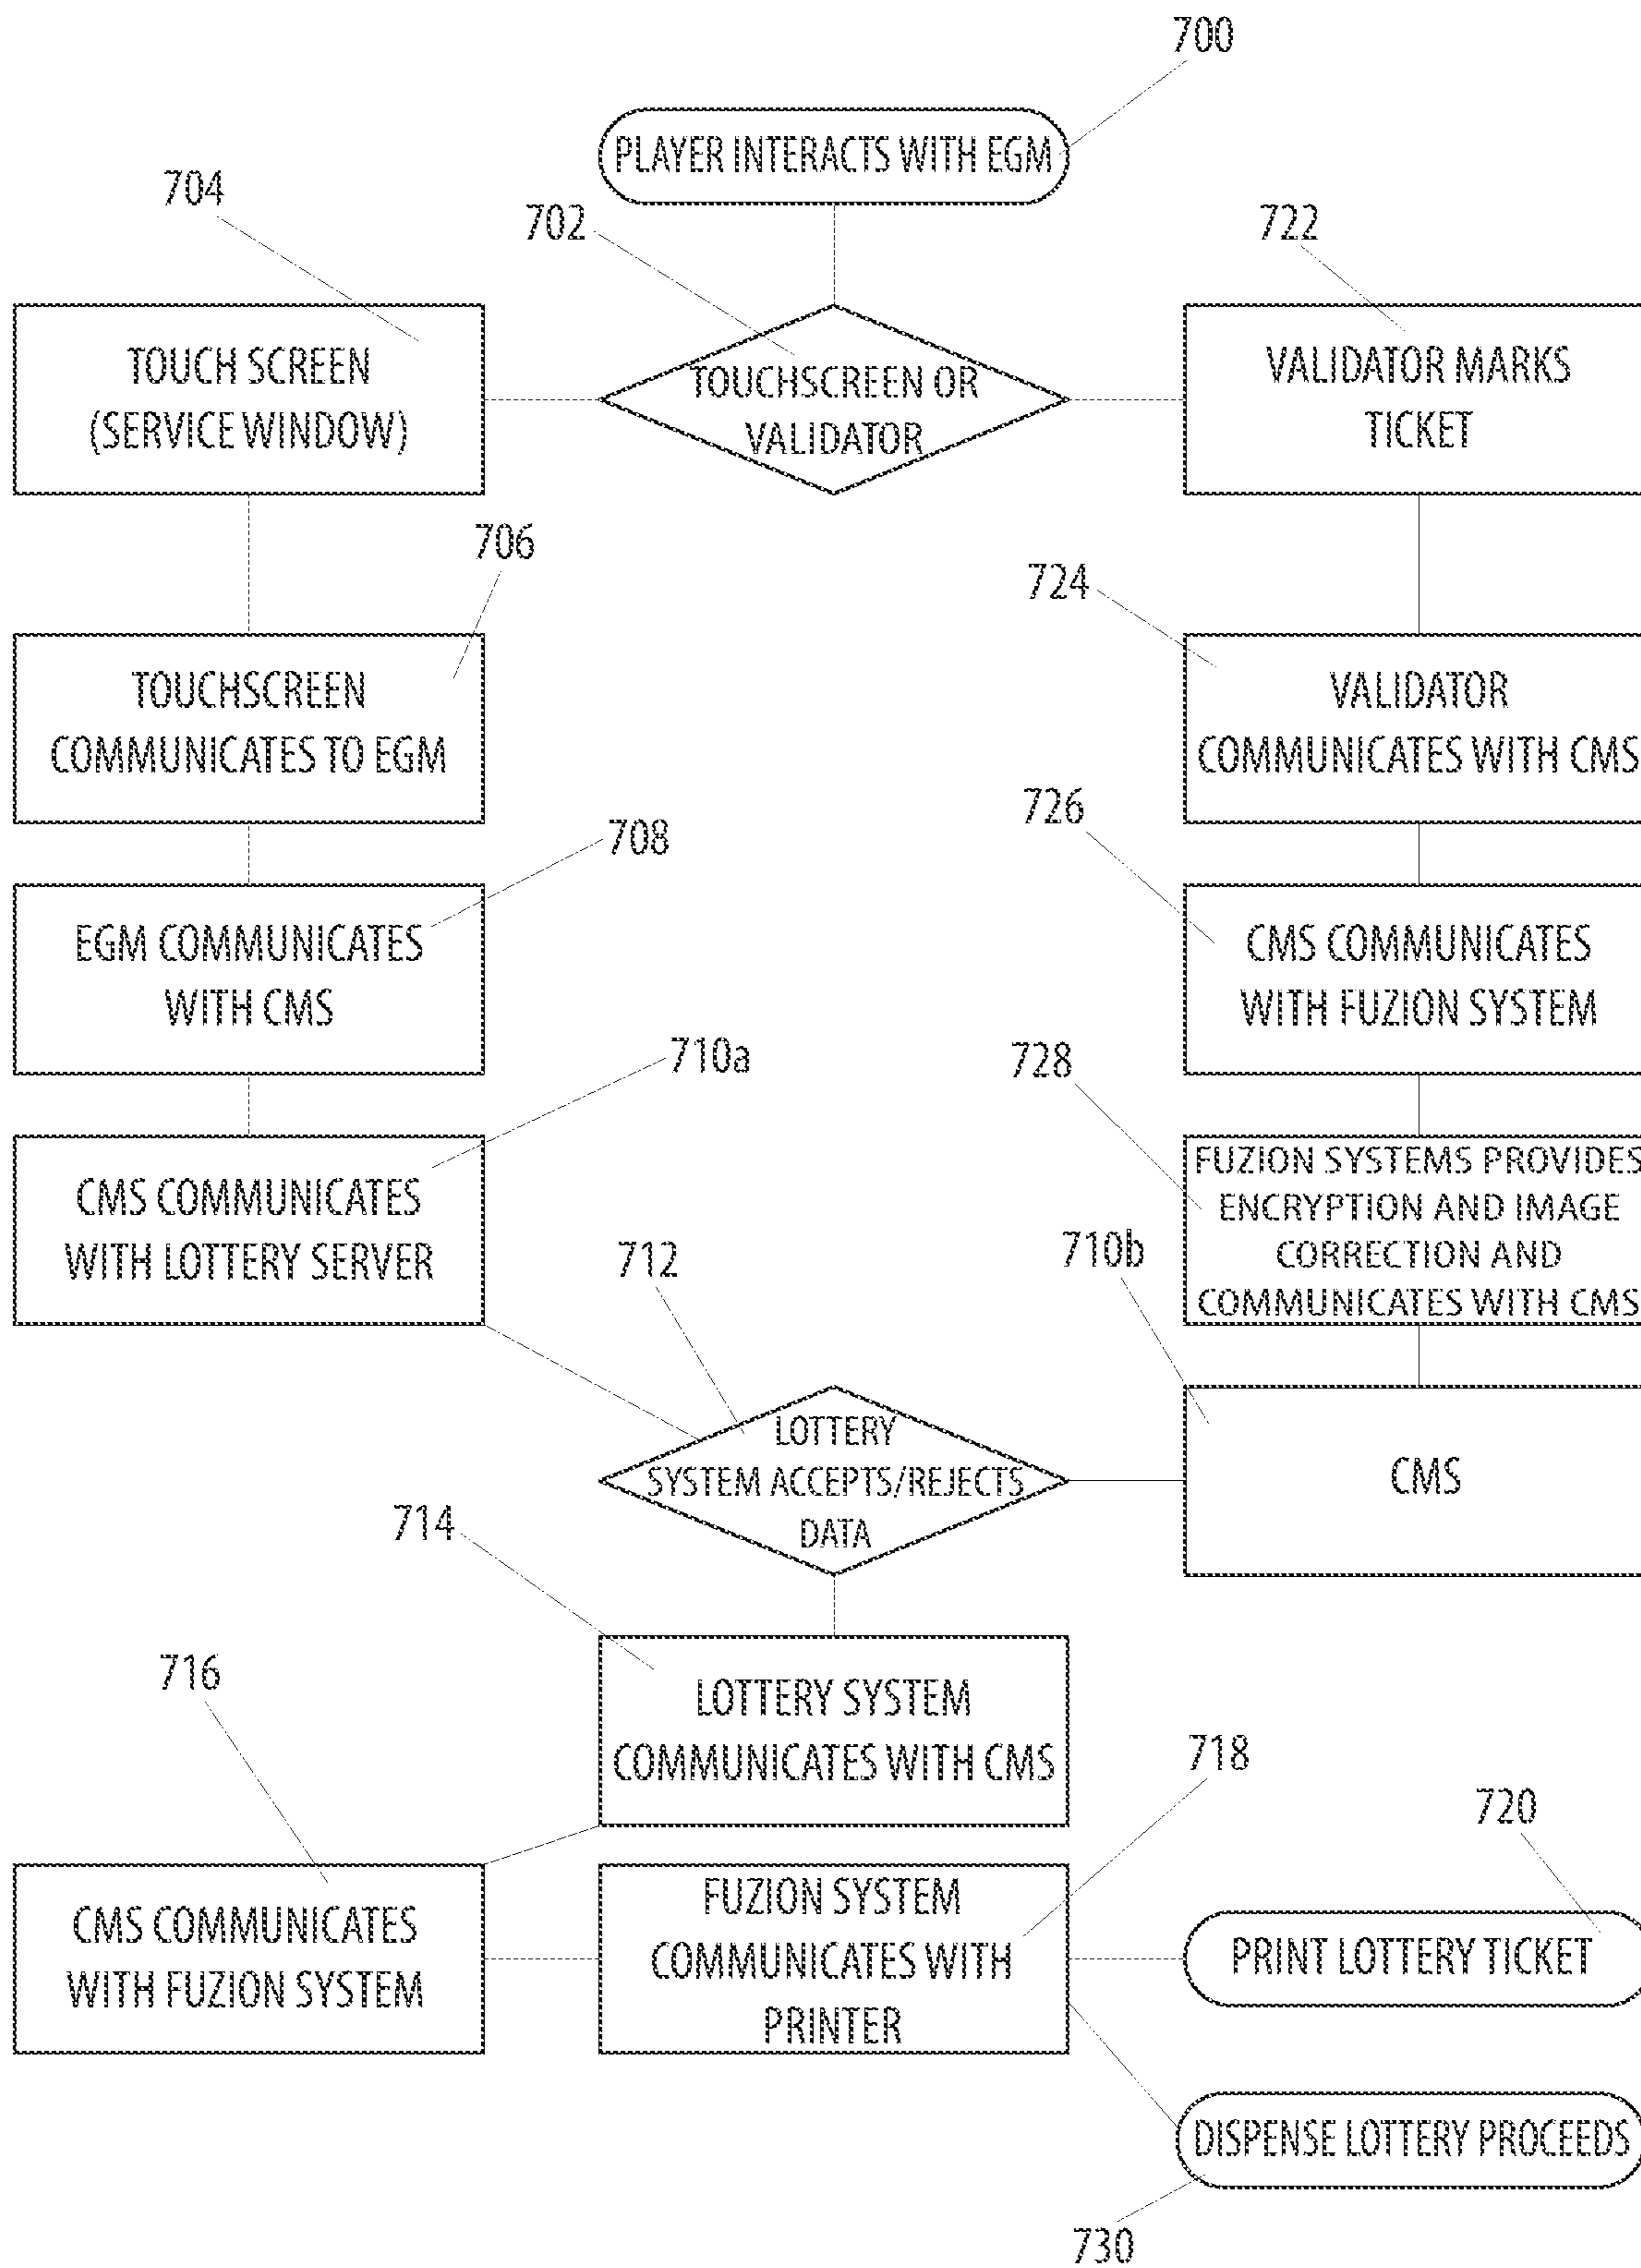 700
PLAYER INTERACTS WITH EGM
704
702
722
TOUCH SCREEN
(SERVICE WINDOW)
TOUCHSCREEN OR
VALIDATOR
VALIDATOR MARKS
TICKET
706
724
TOUCHSCREEN
COMMUNICATES TO EGM
VALIDATOR
COMMUNICATES WITH CMS
708
726
EGM COMMUNICATES
WITH CMS
CMS COMMUNICATES
WITH FUZION SYSTEM
710a
728
CMS COMMUNICATES
WITH LOTTERY SERVER
FUZION SYSTEMS PROVIDES
ENCRYPTION AND IMAGE
CORRECTION AND
COMMUNICATES WITH CMS
712
710b
LOTTERY
SYSTEM ACCEPTS/REJECTS
DATA
CMS
714
LOTTERY SYSTEM
COMMUNICATES WITH CMS
716
718
720
CMS COMMUNICATES
WITH FUZION SYSTEM
FUZION SYSTEM
COMMUNICATES WITH
PRINTER
PRINT LOTTERY TICKET
DISPENSE LOTTERY PROCEEDS
730